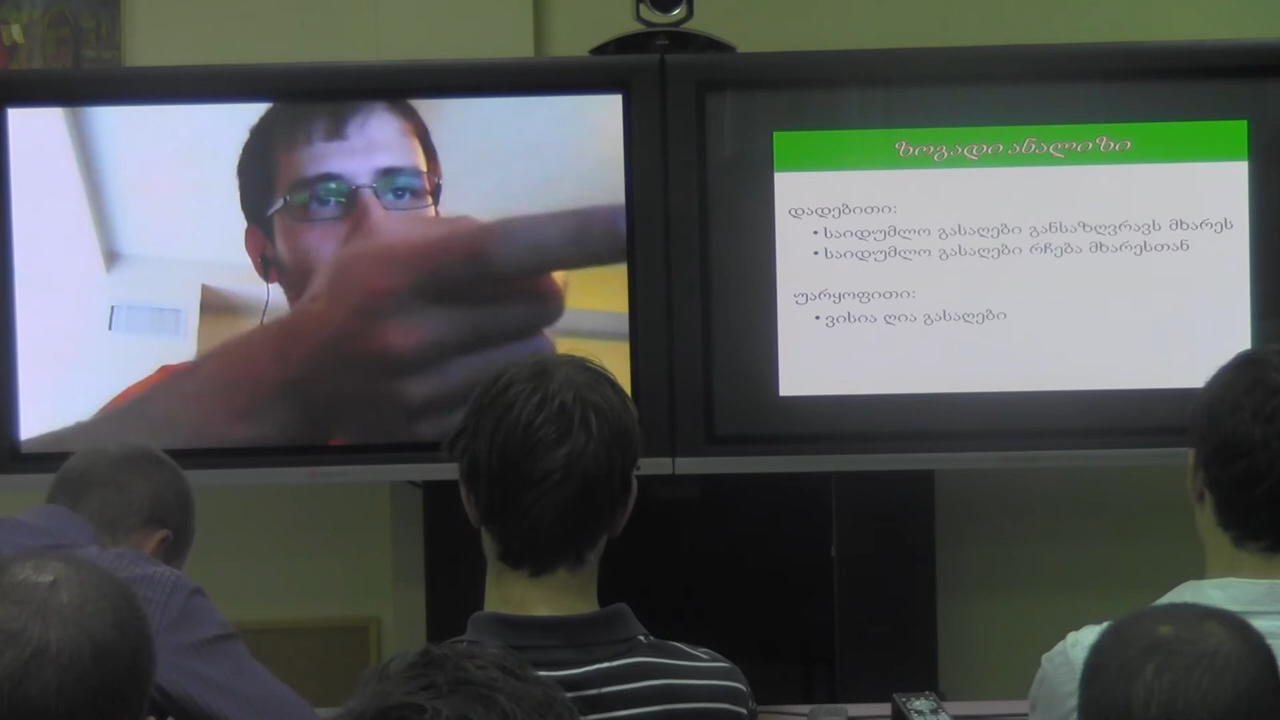 ზოგადი ანალიზი
დადებითი:
• საიდუმლო გასაღები განსაზღვრავს მხარეს
• საიდუმლო გასაღები რჩება მხარესთან
უარყოფითი:
• ვისია ღია გასაღები